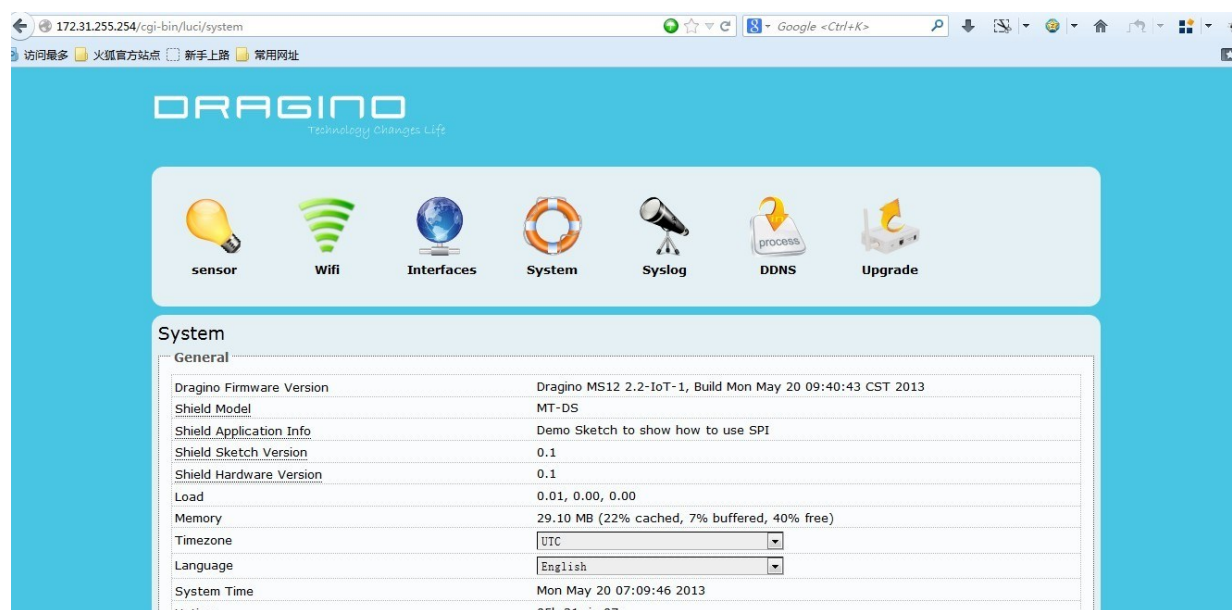 172.31.255.254/cgi-bin/luci/system
Google <Ctrl+K>
访问最多 火狐官方站点 新手上路 常用网址
DRAGINO
Technology Changes Life
process
sensor Wifi Interfaces System Syslog DDNS Upgrade
System
General
Dragino Firmware Version Dragino MS12 2.2-IoT-1, Build Mon May 20 09:40:43 CST 2013
Shield Model MT-DS
Shield Application Info Demo Sketch to show how to use SPI
Shield Sketch Version 0.1
Shield Hardware Version 0.1
Load 0.01, 0.00, 0.00
Memory 29.10 MB (22% cached, 7% buffered, 40% free)
Timezone UTC
Language English
System Time Mon May 20 07:09:46 2013